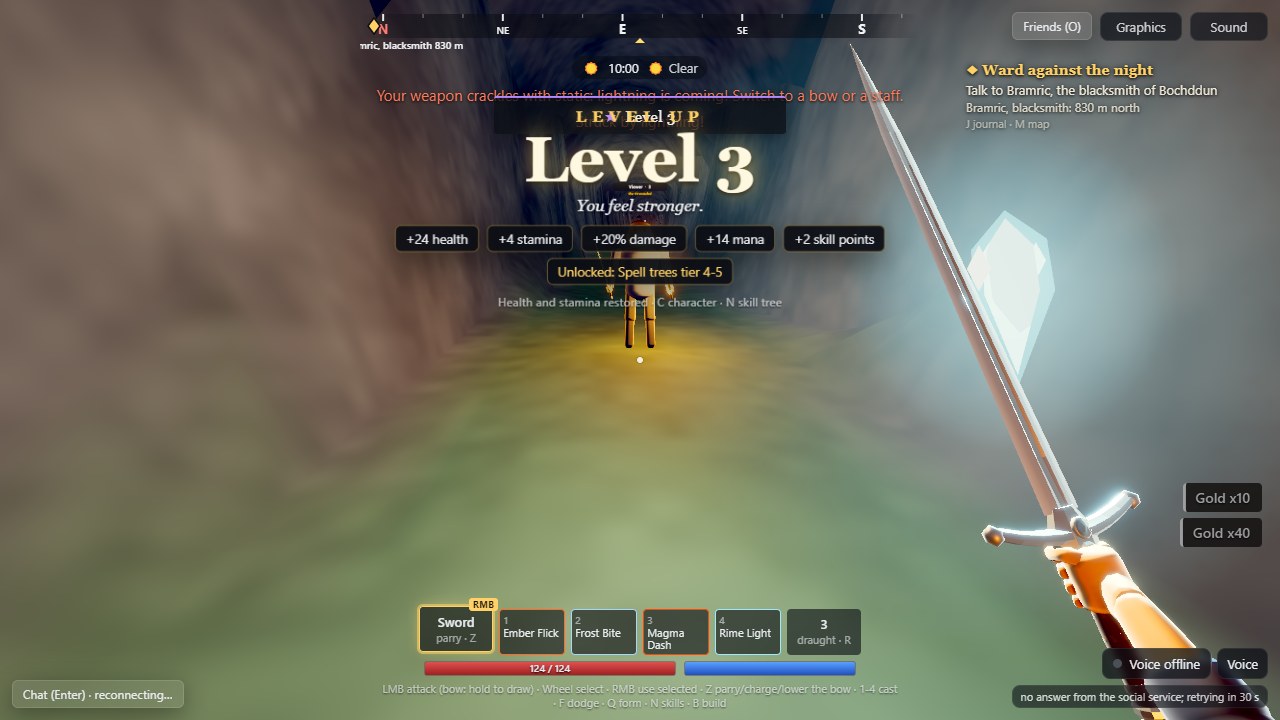 N NE E SE S
mric, blacksmith 830 m
10:00 Clear
Friends (O) Graphics Sound
Ward against the night
Talk to Bramric, the blacksmith of Bochddun
Bramric, blacksmith: 830 m north
J journal · M map
Your weapon crackles with static: lightning is coming! Switch to a bow or a staff.
LEVEL UP
Level 3
Level 3
You feel stronger.
+24 health +4 stamina +20% damage +14 mana +2 skill points
Unlocked: Spell trees tier 4-5
Health and stamina restored · C character · N skill tree
Gold x10
Gold x40
RMB
Sword
parry · Z
1 Ember Flick
2 Frost Bite
3 Magma Dash
4 Rime Light
3
draught · R
124 / 124
LMB attack (bow: hold to draw) · Wheel select · RMB use selected · Z parry/charge/lower the bow · 1-4 cast
· F dodge · Q form · N skills · B build
Chat (Enter) · reconnecting...
Voice offline Voice
no answer from the social service; retrying in 30 s